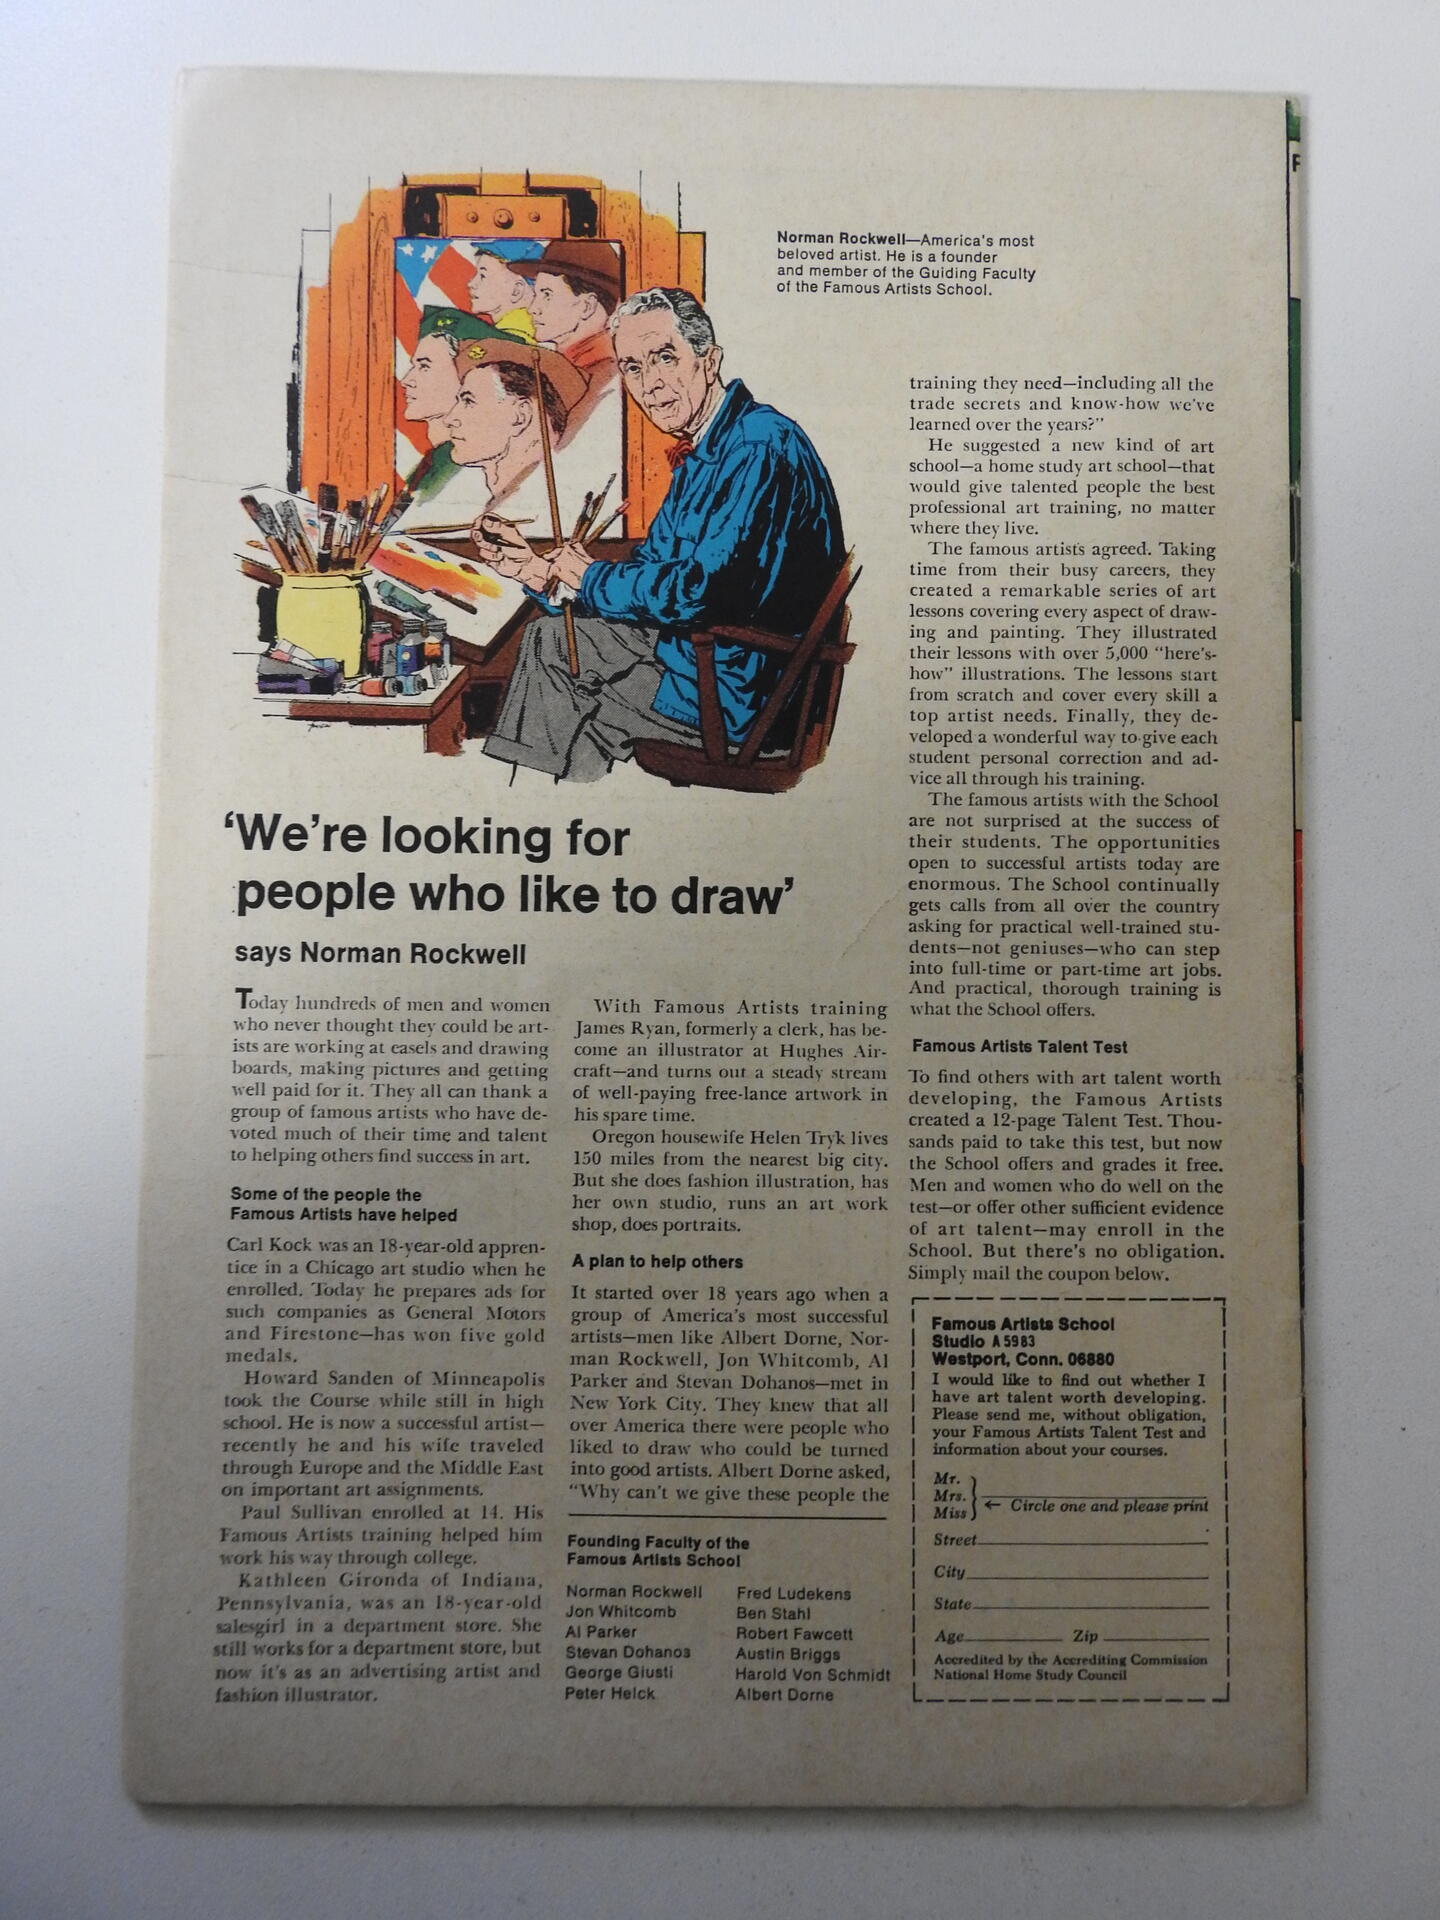 F
Norman Rockwell—America's most
beloved artist. He is a founder
and member of the Guiding Faculty
of the Famous Artists School.
'We're looking for
people who like to draw'
says Norman Rockwell
Today hundreds of men and women
who never thought they could be art-
ists are working at easels and drawing
boards, making pictures and getting
well paid for it. They all can thank a
group of famous artists who have de-
voted much of their time and talent
to helping others find success in art.
Some of the people the
Famous Artists have helped
Carl Kock was an 18-year-old appren-
tice in a Chicago art studio when he
enrolled. Today he prepares ads for
such companies as General Motors
and Firestone—has won five gold
medals.
Howard Sanden of Minneapolis
took the Course while still in high
school. He is now a successful artist—
recently he and his wife traveled
through Europe and the Middle East
on important art assignments.
Paul Sullivan enrolled at 14. His
Famous Artists training helped him
work his way through college.
Kathleen Gironda of Indiana,
Pennsylvania, was an 18-year-old
salesgirl in a department store. She
still works for a department store, but
now it's as an advertising artist and
fashion illustrator.
With Famous Artists training
James Ryan, formerly a clerk, has be-
come an illustrator at Hughes Air-
craft—and turns out a steady stream
of well-paying free-lance artwork in
his spare time.
Oregon housewife Helen Tryk lives
150 miles from the nearest big city.
But she does fashion illustration, has
her own studio, runs an art work
shop, does portraits.
A plan to help others
It started over 18 years ago when a
group of America's most successful
artists—men like Albert Dorne, Nor-
man Rockwell, Jon Whitcomb, Al
Parker and Stevan Dohanos—met in
New York City. They knew that all
over America there were people who
liked to draw who could be turned
into good artists. Albert Dorne asked,
"Why can't we give these people the
Founding Faculty of the
Famous Artists School
Norman Rockwell
Jon Whitcomb
Al Parker
Stevan Dohanos
George Giusti
Peter Helck
Fred Ludekens
Ben Stahl
Robert Fawcett
Austin Briggs
Harold Von Schmidt
Albert Dorne
training they need—including all the
trade secrets and know-how we've
learned over the years?"
He suggested a new kind of art
school—a home study art school—that
would give talented people the best
professional art training, no matter
where they live.
The famous artists agreed. Taking
time from their busy careers, they
created a remarkable series of art
lessons covering every aspect of draw-
ing and painting. They illustrated
their lessons with over 5,000 "here's-
how" illustrations. The lessons start
from scratch and cover every skill a
top artist needs. Finally, they de-
veloped a wonderful way to give each
student personal correction and ad-
vice all through his training.
The famous artists with the School
are not surprised at the success of
their students. The opportunities
open to successful artists today are
enormous. The School continually
gets calls from all over the country
asking for practical well-trained stu-
dents—not geniuses—who can step
into full-time or part-time art jobs.
And practical, thorough training is
what the School offers.
Famous Artists Talent Test
To find others with art talent worth
developing, the Famous Artists
created a 12-page Talent Test. Thou-
sands paid to take this test, but now
the School offers and grades it free.
Men and women who do well on the
test—or offer other sufficient evidence
of art talent—may enroll in the
School. But there's no obligation.
Simply mail the coupon below.
Famous Artists School
Studio A5983
Westport, Conn. 06880
I would like to find out whether I
have art talent worth developing.
Please send me, without obligation,
your Famous Artists Talent Test and
information about your courses.
Mr.
Mrs.
Miss
← Circle one and please print
Street
City
State
Age Zip
Accredited by the Accrediting Commission
National Home Study Council